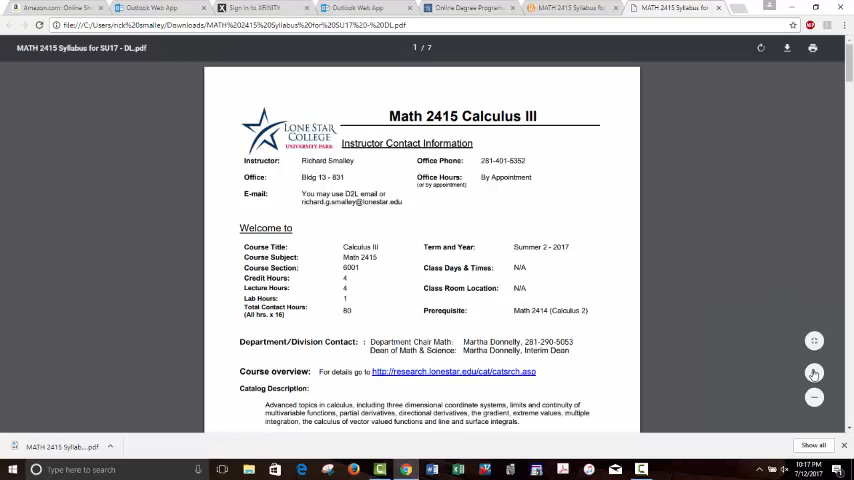 Amazon.com: Online Sh
Outlook Web App
Sign in to XFINITY
Outlook Web App
Online Degree Program
MATH 2415 Syllabus for
MATH 2415 Syllabus for
file:///C:/Users/rick%20smalley/Downloads/MATH%202415%20Syllabus%20for%20SU17%20-%20DL.pdf
MATH 2415 Syllabus for SU17 - DL.pdf
1 / 7
Math 2415 Calculus III
LONE STAR
COLLEGE
UNIVERSITY PARK
Instructor Contact Information
Instructor: Richard Smalley Office Phone: 281-401-5352
Office: Bldg 13 - 831 Office Hours: By Appointment
(or by appointment)
E-mail: You may use D2L email or
richard.g.smalley@lonestar.edu
Welcome to
Course Title: Calculus III Term and Year: Summer 2 - 2017
Course Subject: Math 2415
Course Section: 6001 Class Days & Times: N/A
Credit Hours: 4
Lecture Hours: 4 Class Room Location: N/A
Lab Hours: 1
Total Contact Hours: 80 Prerequisite: Math 2414 (Calculus 2)
(All hrs. x 16)
Department/Division Contact: : Department Chair Math: Martha Donnelly, 281-290-5053
Dean of Math & Science: Martha Donnelly, Interim Dean
Course overview: For details go to http://research.lonestar.edu/cat/catsrch.asp
Catalog Description:
Advanced topics in calculus, including three dimensional coordinate systems, limits and continuity of
multivariable functions, partial derivatives, directional derivatives, the gradient, extreme values, multiple
integration, the calculus of vector valued functions and line and surface integrals.
MATH 2415 Syllab....pdf
Show all
Type here to search
10:17 PM
7/12/2017